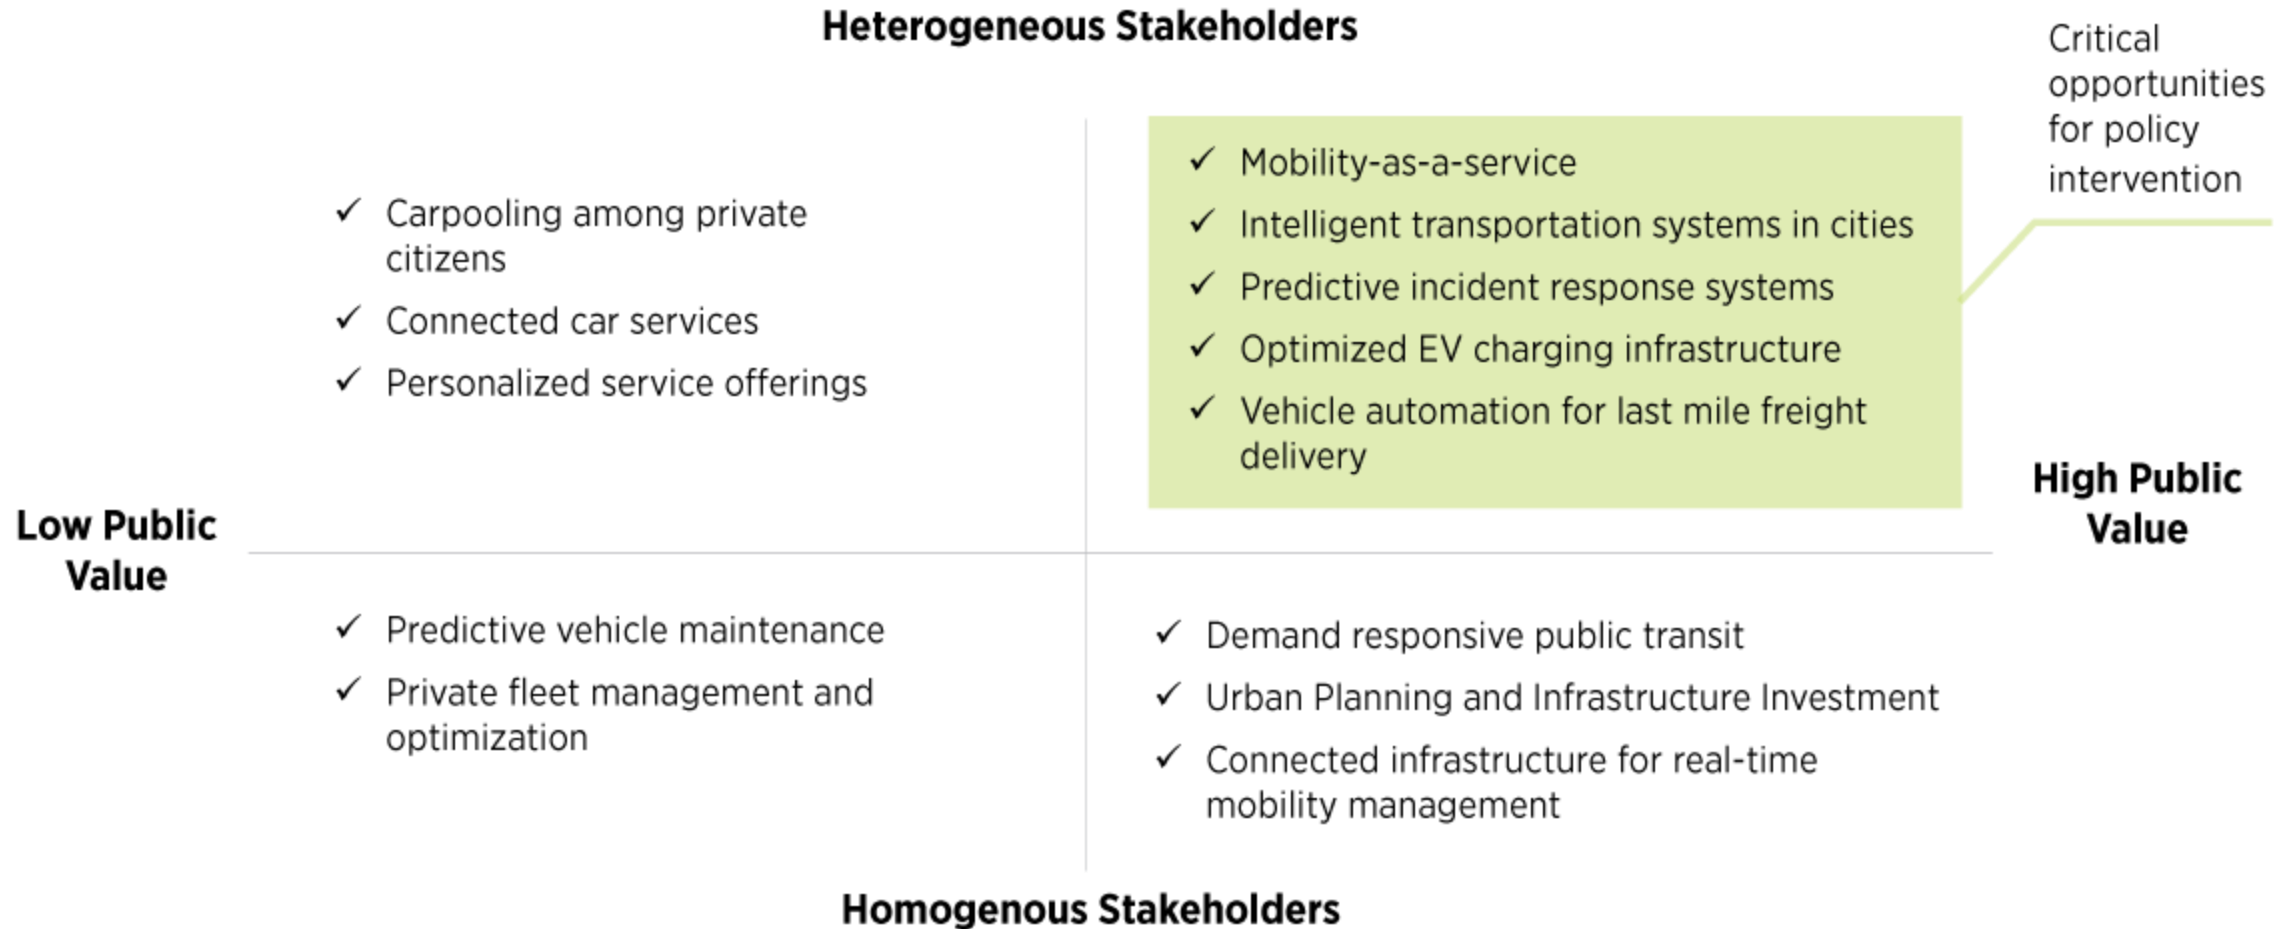 Heterogeneous Stakeholders
Critical
opportunities
for policy
intervention
✓ Carpooling among private
citizens
✓ Connected car services
✓ Personalized service offerings
✓ Mobility-as-a-service
✓ Intelligent transportation systems in cities
✓ Predictive incident response systems
✓ Optimized EV charging infrastructure
✓ Vehicle automation for last mile freight
delivery
Low Public
Value
High Public
Value
✓ Predictive vehicle maintenance
✓ Private fleet management and
optimization
✓ Demand responsive public transit
✓ Urban Planning and Infrastructure Investment
✓ Connected infrastructure for real-time
mobility management
Homogenous Stakeholders